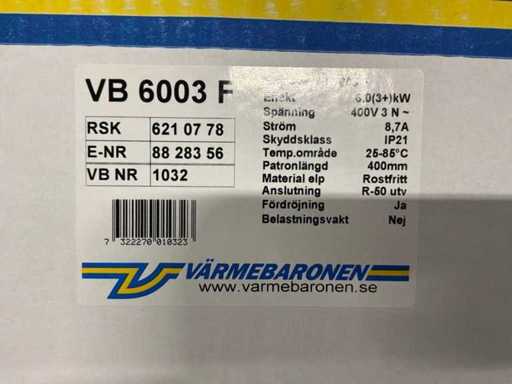 VB 6003 F
RSK 621 07 78
E-NR 88 283 56
VB NR 1032
Effekt 6.0(3+)kW
Spänning 400V 3 N ~
Ström 8,7A
Skyddsklass IP21
Temp.område 25-85°C
Patronlängd 400mm
Material elp Rostfritt
Anslutning R-50 utv
Fördröjning Ja
Belastningsvakt Nej
7 322270 010323
VÄRMEBARONEN
www.varmebaronen.se